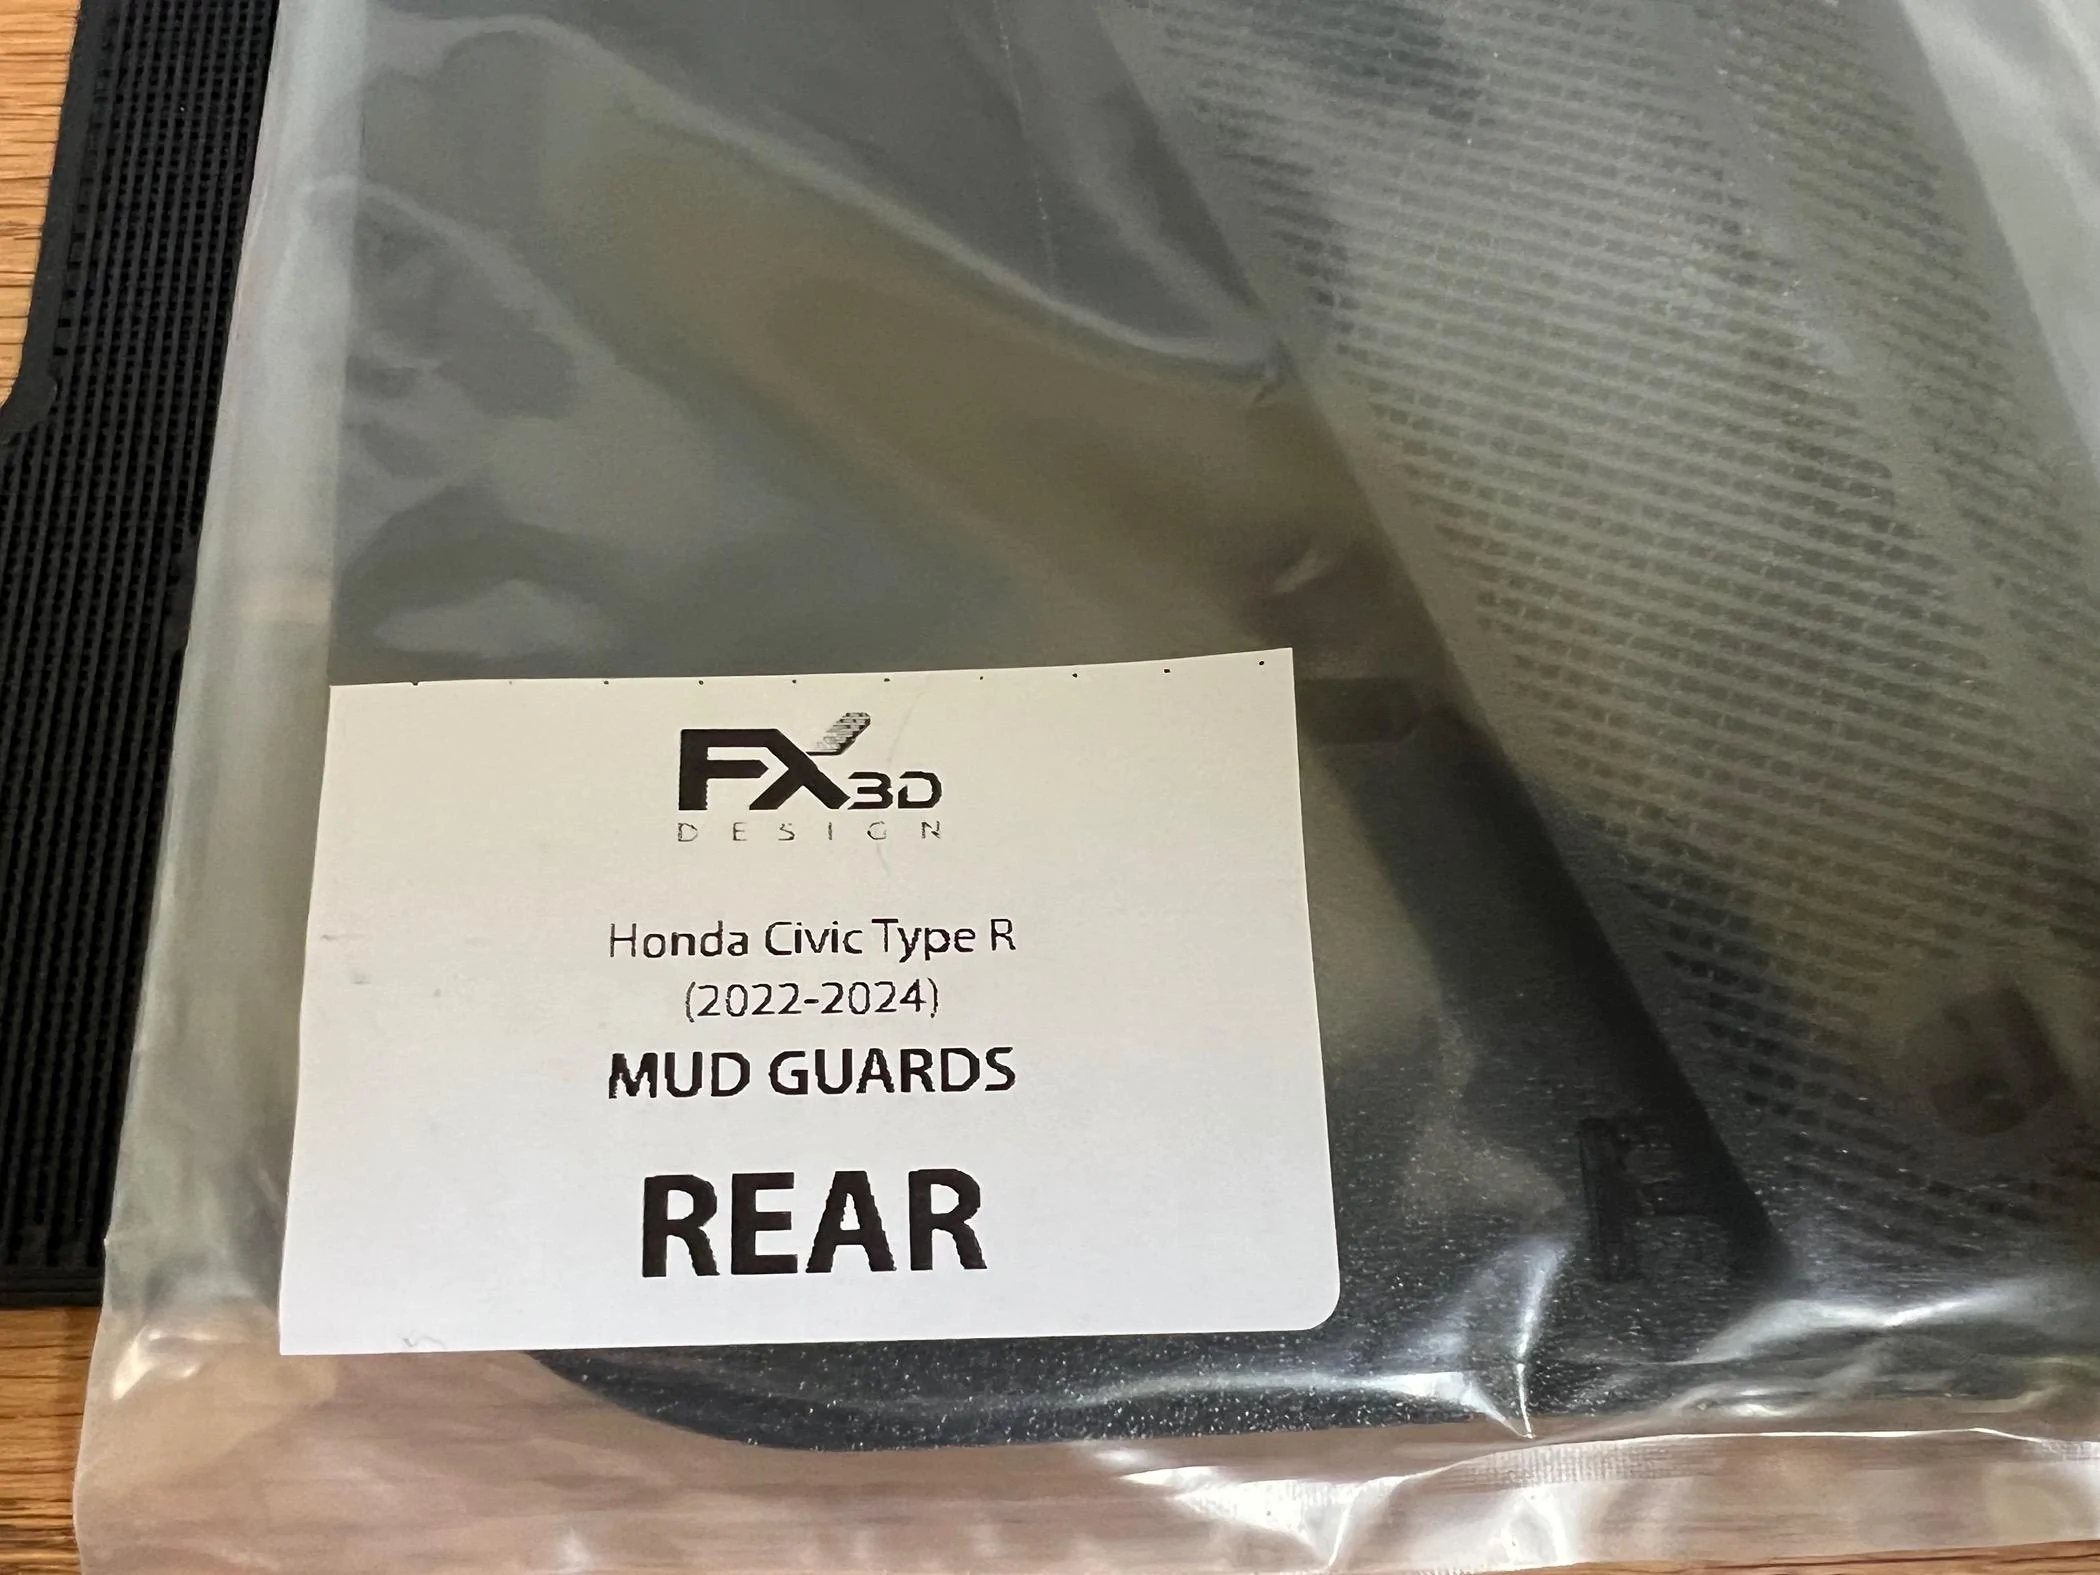 FX3D
DESIGN
Honda Civic Type R
(2022-2024)
MUD GUARDS
REAR